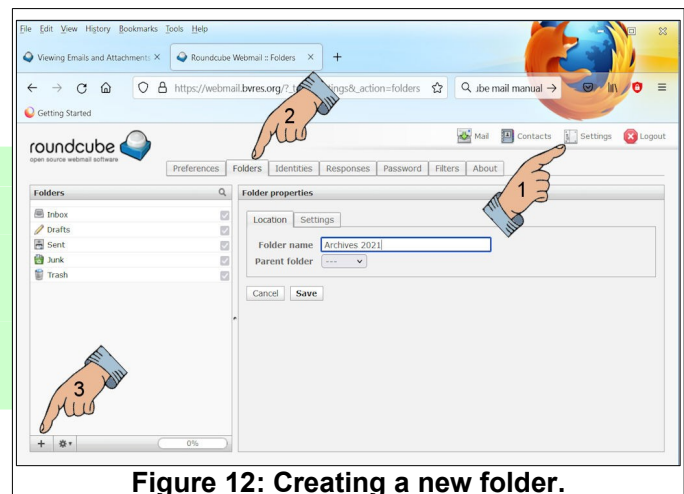 File Edit View History Bookmarks Tools Help
Viewing Emails and Attachments × Roundcube Webmail :: Folders × +
https://webmail.bvres.org/?_t ings&_action=folders ube mail manual →
Getting Started
2
roundcube
open source webmail software
Mail Contacts Settings Logout
Preferences Folders Identities Responses Password Filters About
1
Folders
Folder properties
Inbox
Location Settings
Drafts
Sent
Folder name Archives 2021
Junk
Parent folder ---
Trash
Cancel Save
3
+ 0%
Figure 12: Creating a new folder.